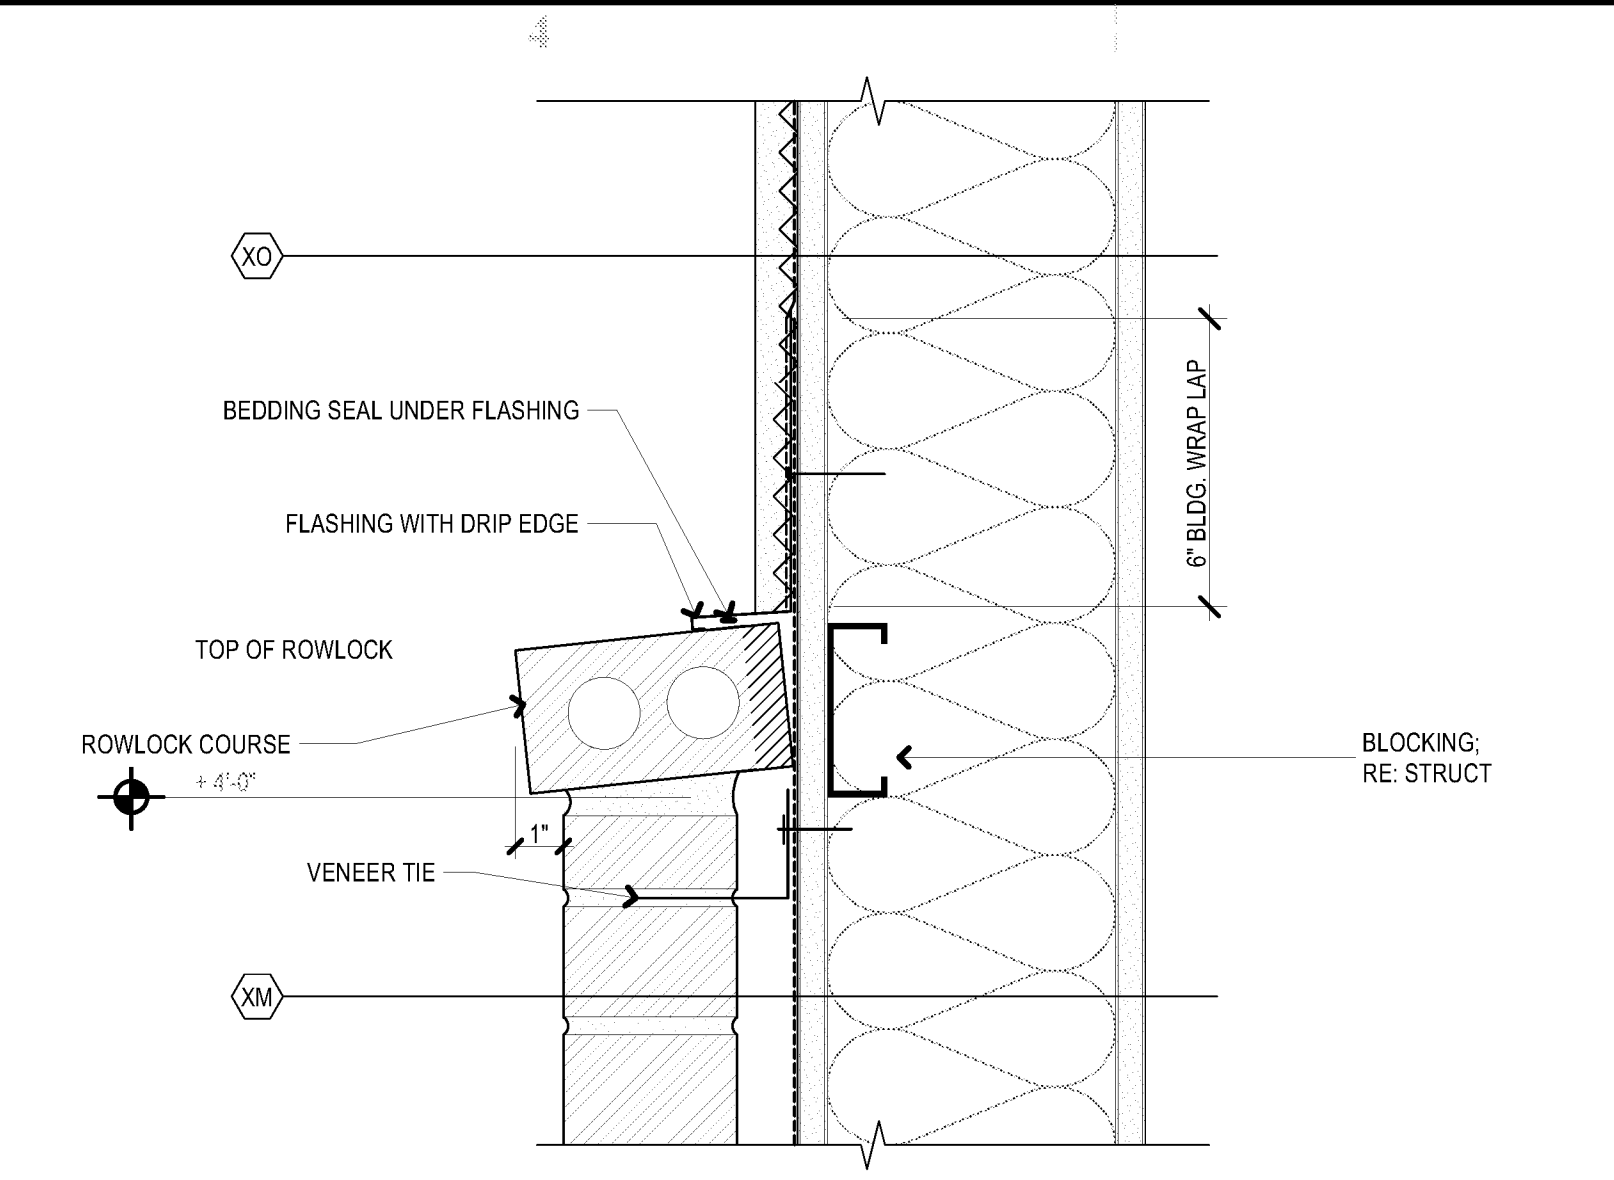 4
XO
6" BLDG. WRAP LAP
BEDDING SEAL UNDER FLASHING
FLASHING WITH DRIP EDGE
TOP OF ROWLOCK
ROWLOCK COURSE
+ 4'-0"
BLOCKING;
RE: STRUCT
1"
VENEER TIE
XM